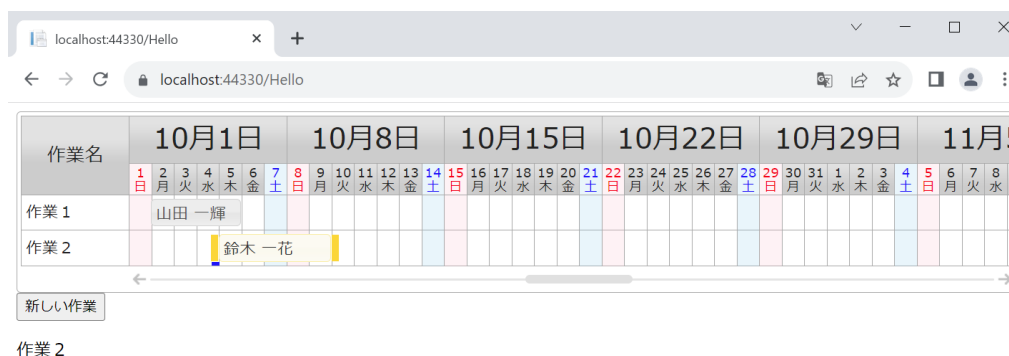 localhost:44330/Hello
localhost:44330/Hello
作業名 10月1日 10月8日 10月15日 10月22日 10月29日 11月5
1 2 3 4 5 6 7 8 9 10 11 12 13 14 15 16 17 18 19 20 21 22 23 24 25 26 27 28 29 30 31 1 2 3 4 5 6 7 8
日 月 火 水 木 金 土 日 月 火 水 木 金 土 日 月 火 水 木 金 土 日 月 火 水 木 金 土 日 月 火 水 木 金 土 日 月 火 水
作業1 山田 一輝
作業2 鈴木 一花
新しい作業
作業2